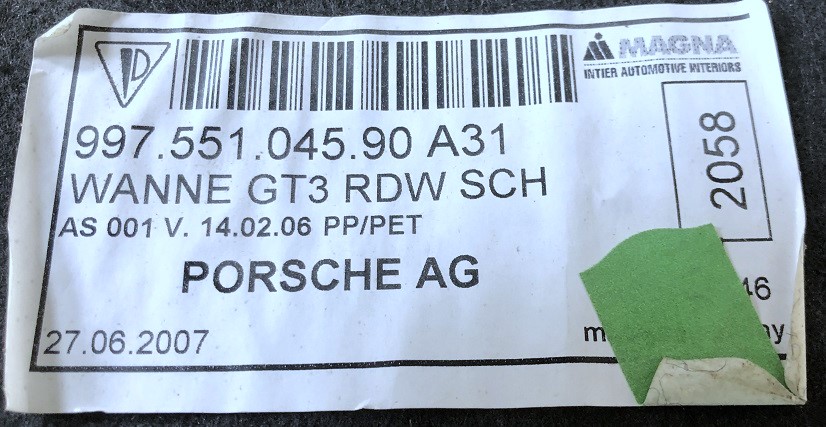 MAGNA
INTIER AUTOMOTIVE INTERIORS
997.551.045.90 A31
WANNE GT3 RDW SCH
2058
AS 001 V. 14.02.06 PP/PET
PORSCHE AG
27.06.2007